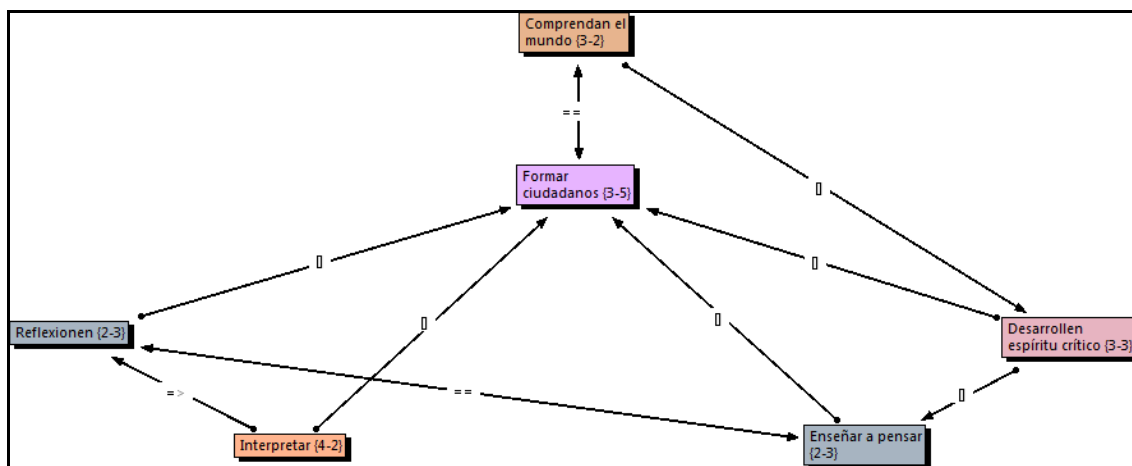 Comprendan el
mundo {3-2}
==
Formar
ciudadanos {3-5}
[]
[]
[]
[]
[]
Reflexionen {2-3}
Desarrollen
espíritu crítico {3-3}
=>
==
[]
Interpretar {4-2}
Enseñar a pensar
{2-3}